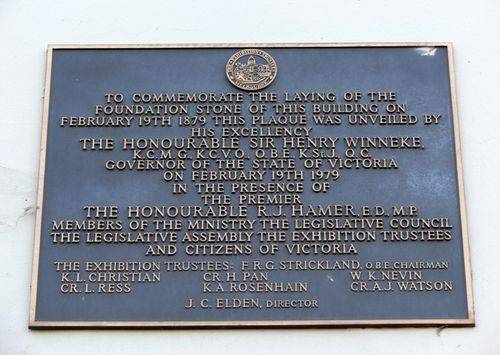 TO COMMEMORATE THE LAYING OF THE
FOUNDATION STONE OF THIS BUILDING ON
FEBRUARY 19TH 1879 THIS PLAQUE WAS UNVEILED BY
HIS EXCELLENCY
THE HONOURABLE SIR HENRY WINNEKE,
K.C.M.G. K.C.V.O. O.B.E. K.ST.J. Q.C.
GOVERNOR OF THE STATE OF VICTORIA
ON FEBRUARY 19TH 1979
IN THE PRESENCE OF
THE PREMIER
THE HONOURABLE R.J. HAMER, E.D., M.P.
MEMBERS OF THE MINISTRY THE LEGISLATIVE COUNCIL
THE LEGISLATIVE ASSEMBLY THE EXHIBITION TRUSTEES
AND CITIZENS OF VICTORIA
THE EXHIBITION TRUSTEES: F.R.G. STRICKLAND, O.B.E. CHAIRMAN
K.L. CHRISTIAN CR. H. PAN W.K. NEVIN
CR. L. RESS K.A. ROSENHAIN CR. A.J. WATSON
J.C. ELDEN, DIRECTOR